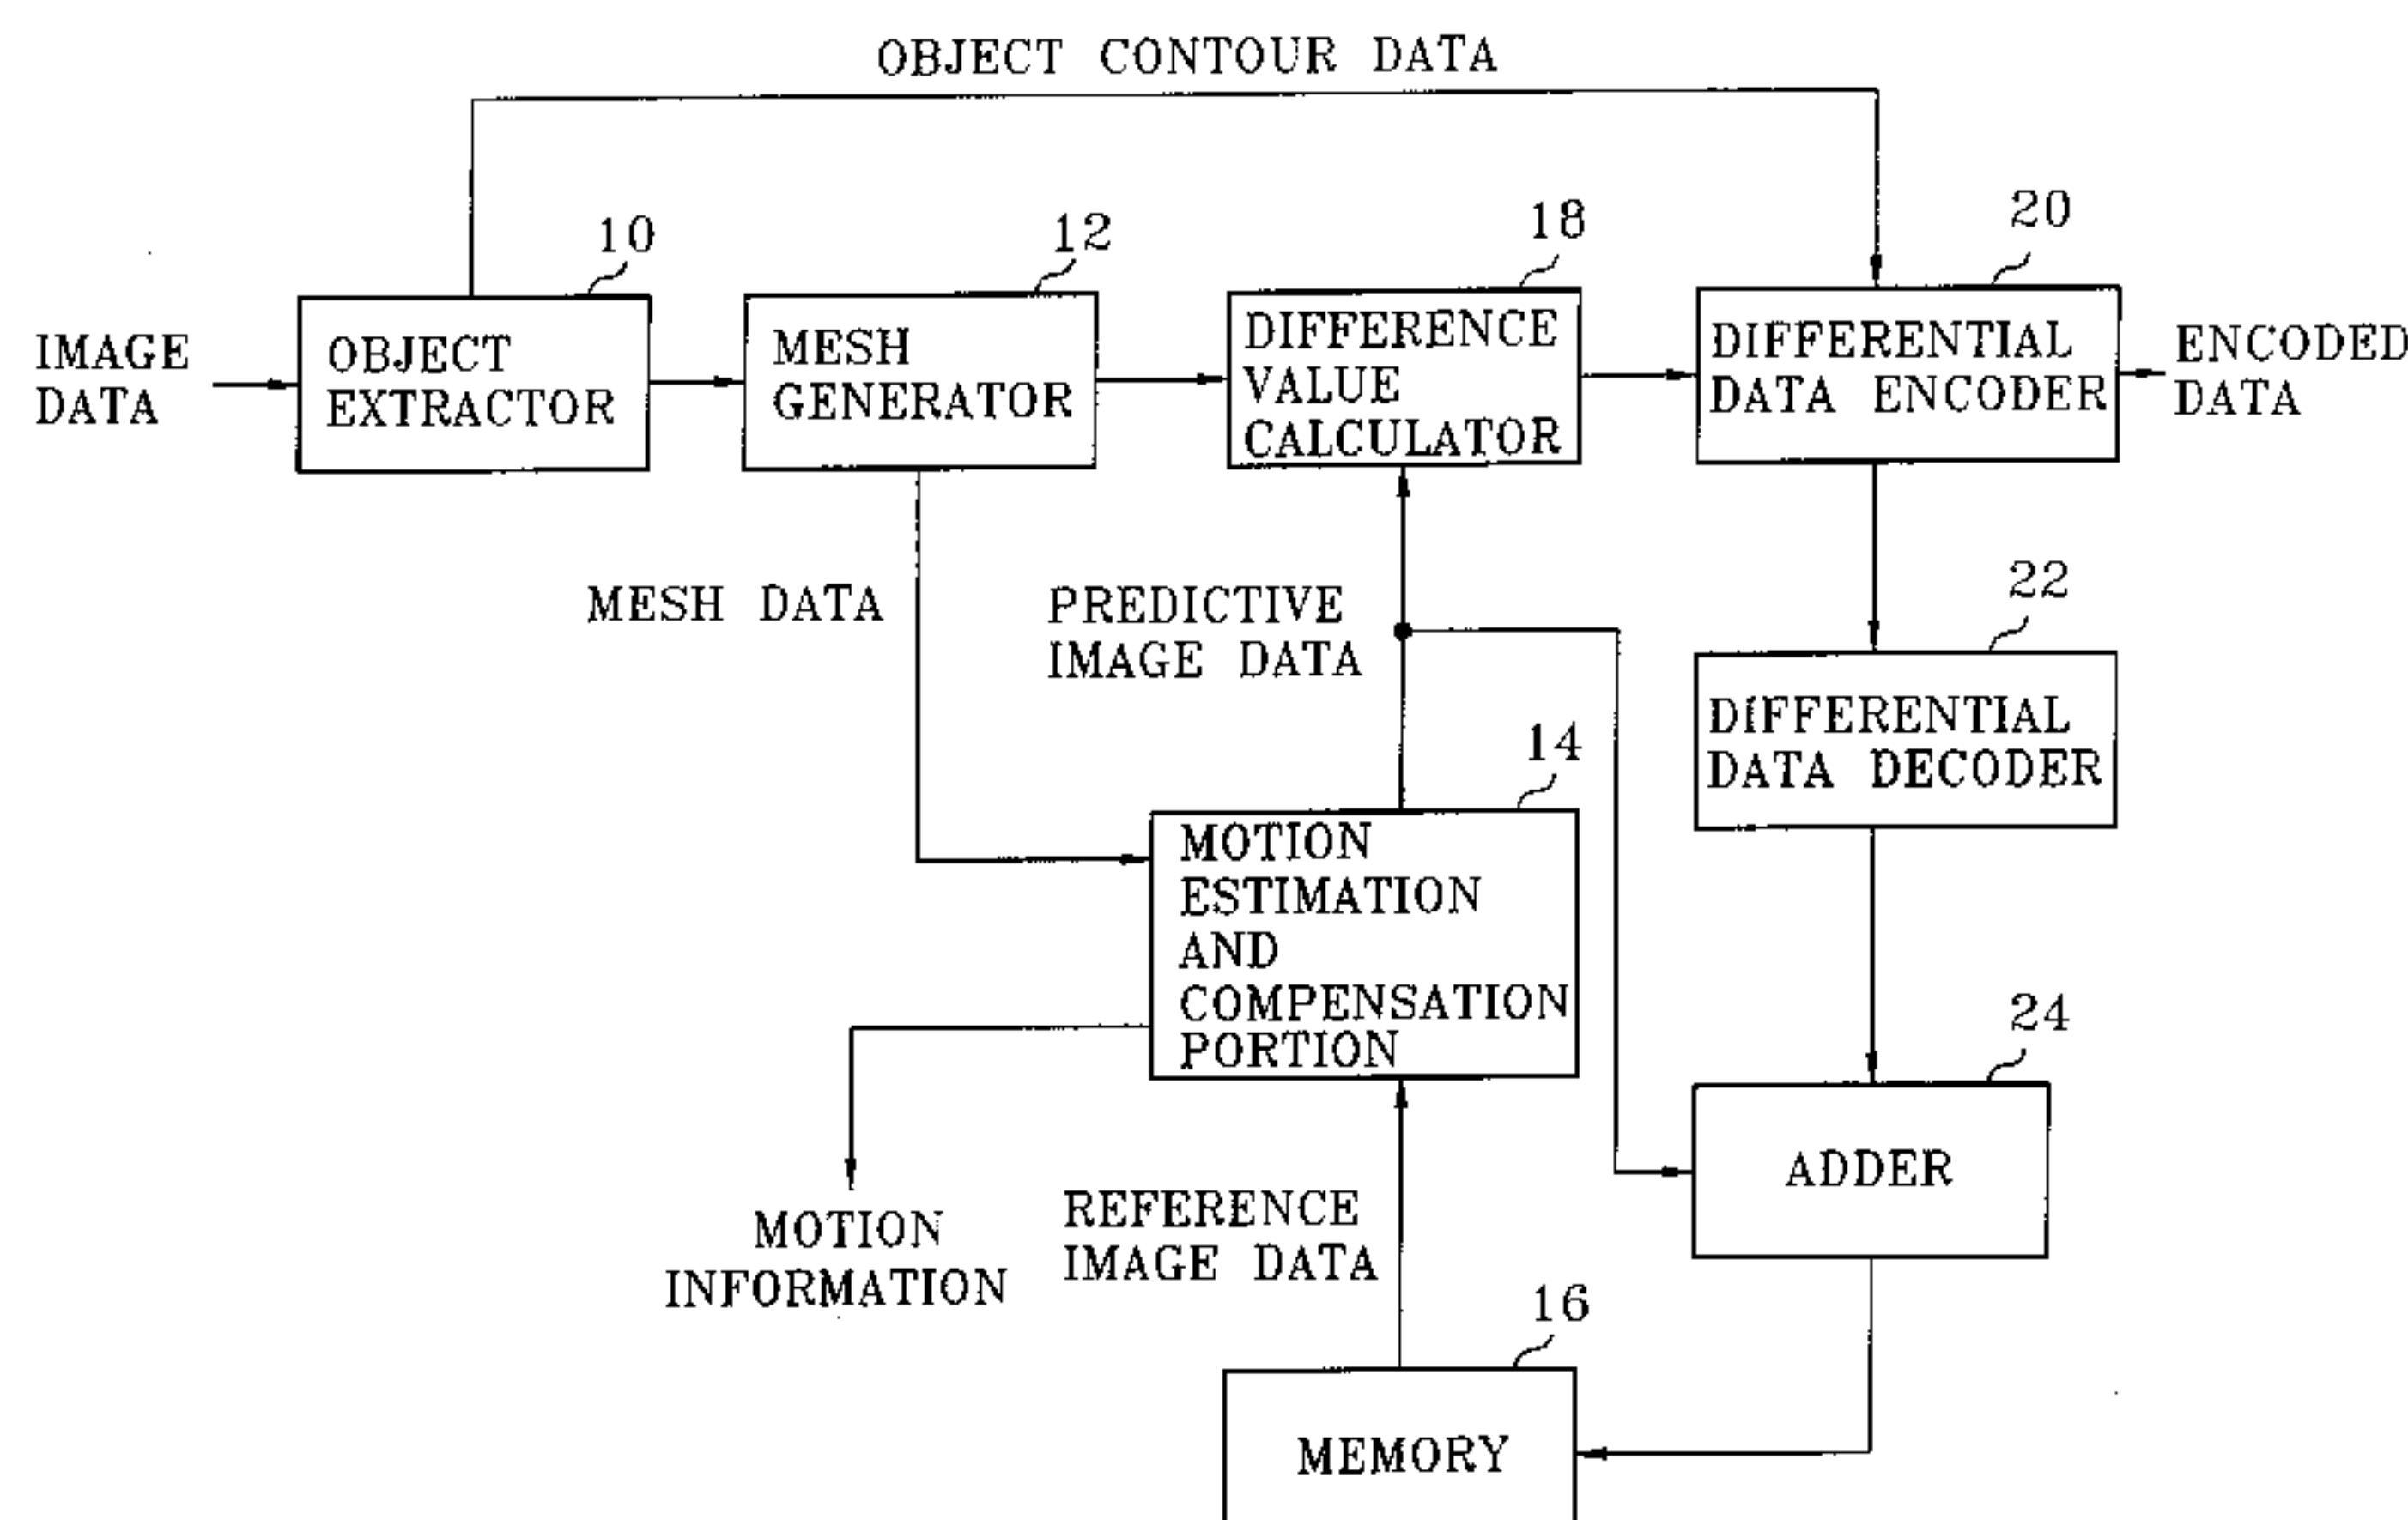 OBJECT CONTOUR DATA
10
12
18
20
IMAGE
DATA
OBJECT
EXTRACTOR
MESH
GENERATOR
DIFFERENCE
VALUE
CALCULATOR
DIFFERENTIAL
DATA ENCODER
ENCODED
DATA
MESH DATA
PREDICTIVE
IMAGE DATA
22
DIFFERENTIAL
DATA DECODER
14
MOTION
ESTIMATION
AND
COMPENSATION
PORTION
24
ADDER
MOTION
INFORMATION
REFERENCE
IMAGE DATA
16
MEMORY